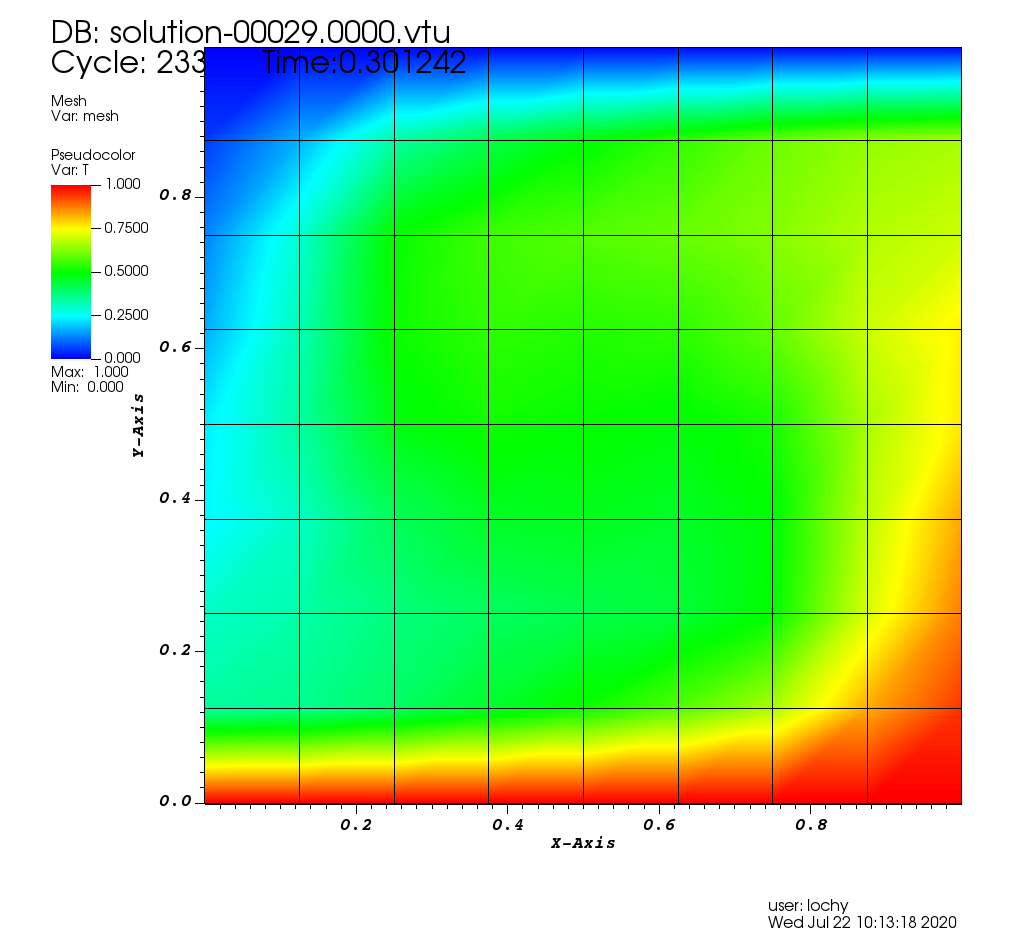 DB: solution-00029.0000.vtu
Cycle: 233 Time:0.301242
Mesh
Var: mesh
Pseudocolor
Var: T
1.000
0.7500
0.5000
0.2500
0.000
Max: 1.000
Min: 0.000
Y-Axis
0.8
0.6
0.4
0.2
0.0
0.2 0.4 0.6 0.8
X-Axis
user: lochy
Wed Jul 22 10:13:18 2020